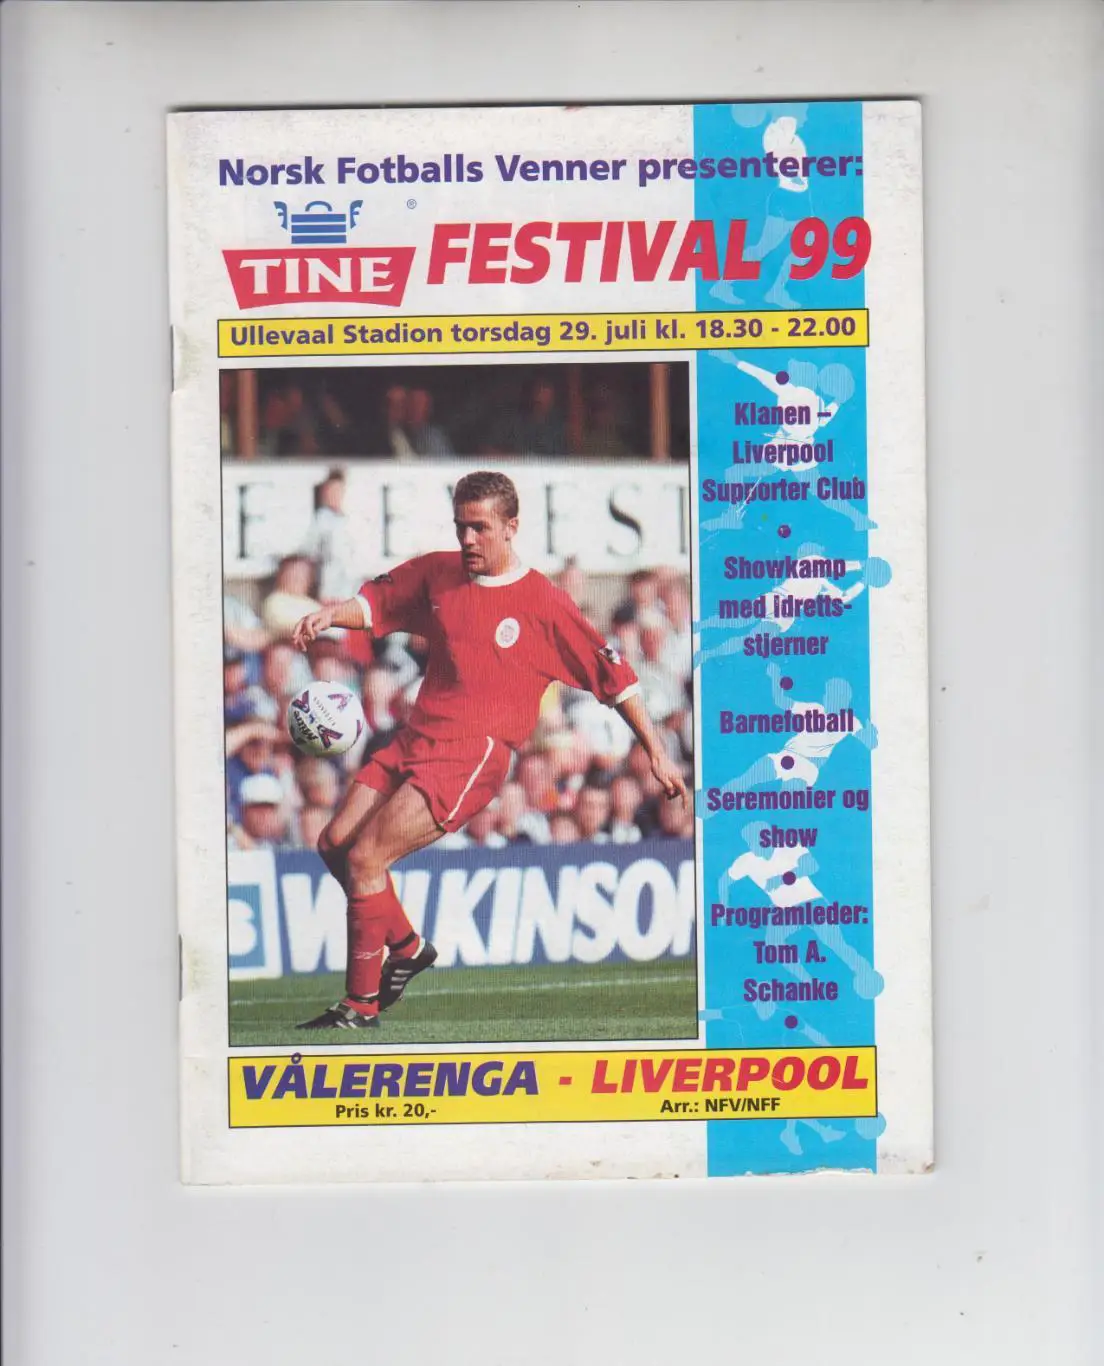 Norsk Fotballs Venner presenterer:
®
TINE FESTIVAL 99
Ullevaal Stadion torsdag 29. juli kl. 18.30 - 22.00
Klanen –
Liverpool
Supporter Club
Showkamp
med idretts-
stjerner
Barnefotball
Seremonier og
show
Programleder:
Tom A.
Schanke
WILKINSON
Mitre
VÅLERENGA - LIVERPOOL
Pris kr. 20,-
Arr.: NFV/NFF